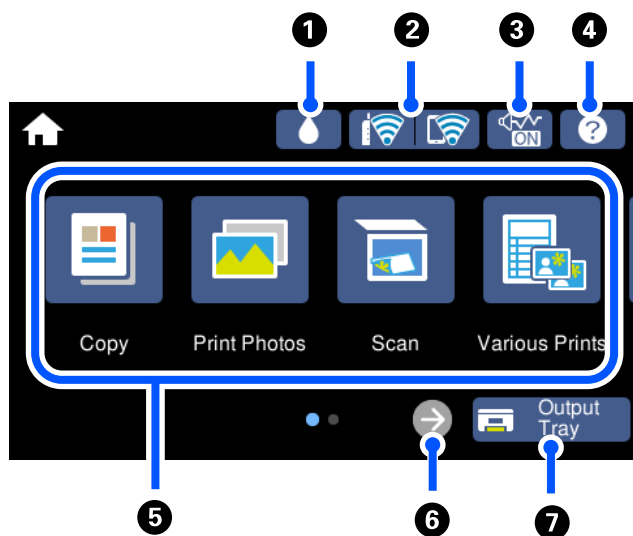 1 2 3 4
ON ?
Copy Print Photos Scan Various Prints
Output
Tray
5 6 7